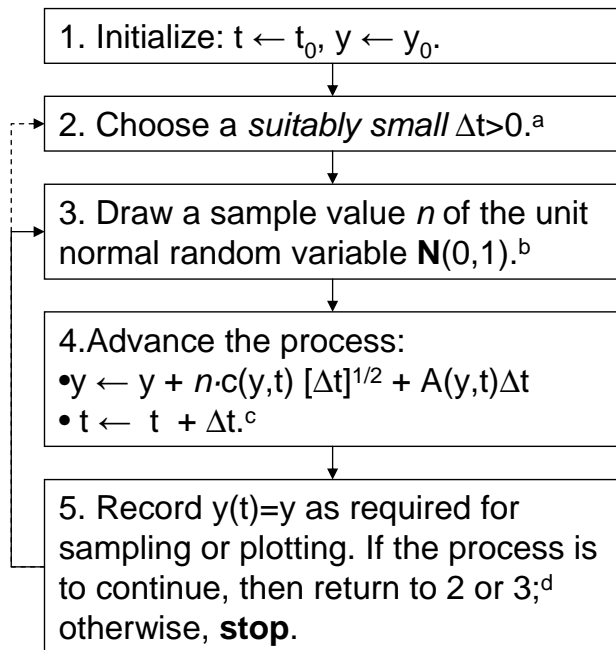 1. Initialize: t ← t₀, y ← y₀.
2. Choose a suitably small Δt>0.ᵃ
3. Draw a sample value n of the unit
normal random variable N(0,1).ᵇ
4.Advance the process:
•y ← y + n·c(y,t) [Δt]¹ᐟ² + A(y,t)Δt
• t ← t + Δt.ᶜ
5. Record y(t)=y as required for
sampling or plotting. If the process is
to continue, then return to 2 or 3;ᵈ
otherwise, stop.